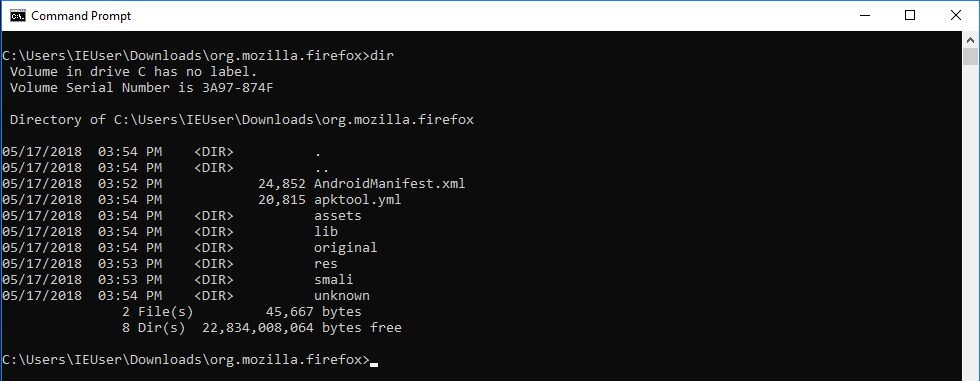 Command Prompt
C:\Users\IEUser\Downloads\org.mozilla.firefox>dir
 Volume in drive C has no label.
 Volume Serial Number is 3A97-874F
 Directory of C:\Users\IEUser\Downloads\org.mozilla.firefox
05/17/2018  03:54 PM    <DIR>          .
05/17/2018  03:54 PM    <DIR>          ..
05/17/2018  03:52 PM            24,852 AndroidManifest.xml
05/17/2018  03:54 PM            20,815 apktool.yml
05/17/2018  03:54 PM    <DIR>          assets
05/17/2018  03:54 PM    <DIR>          lib
05/17/2018  03:54 PM    <DIR>          original
05/17/2018  03:53 PM    <DIR>          res
05/17/2018  03:53 PM    <DIR>          smali
05/17/2018  03:54 PM    <DIR>          unknown
               2 File(s)         45,667 bytes
               8 Dir(s)  22,834,008,064 bytes free
C:\Users\IEUser\Downloads\org.mozilla.firefox>